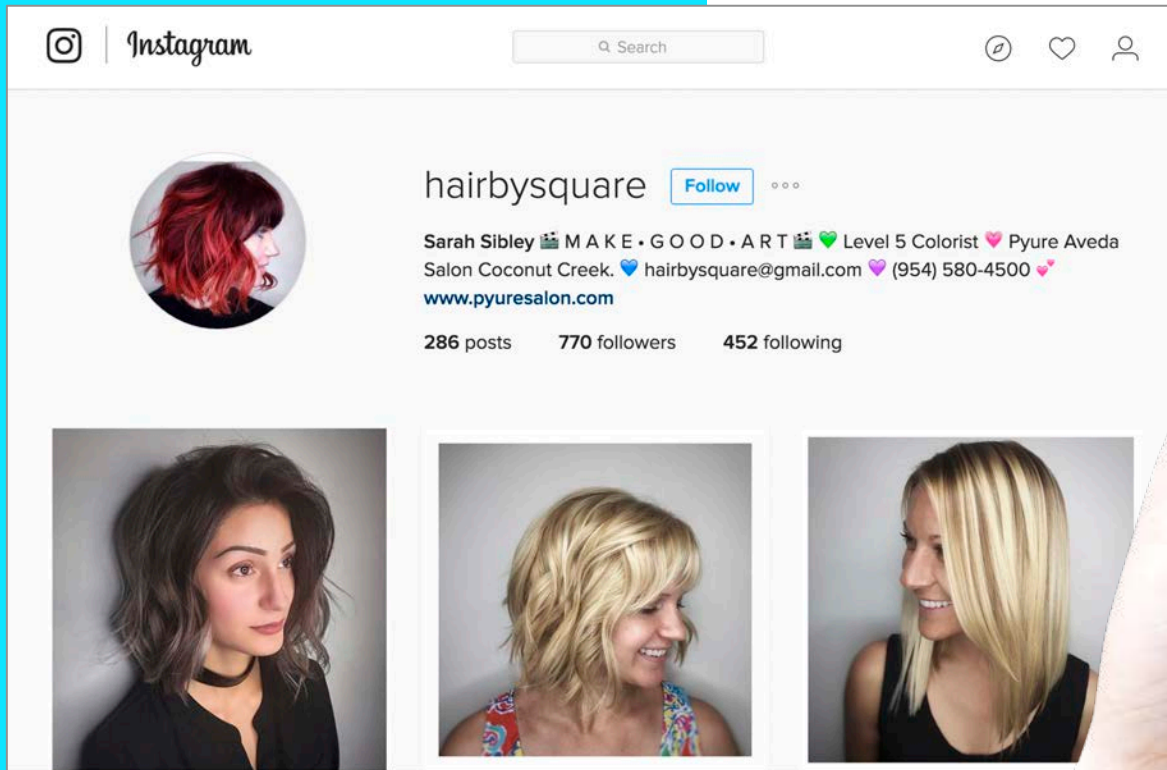 Instagram
Search
hairbysquare Follow
Sarah Sibley 🎬 M A K E • G O O D • A R T 🎬 💚 Level 5 Colorist 💗 Pyure Aveda
Salon Coconut Creek. 💙 hairbysquare@gmail.com 💜 (954) 580-4500 💕
www.pyuresalon.com
286 posts 770 followers 452 following